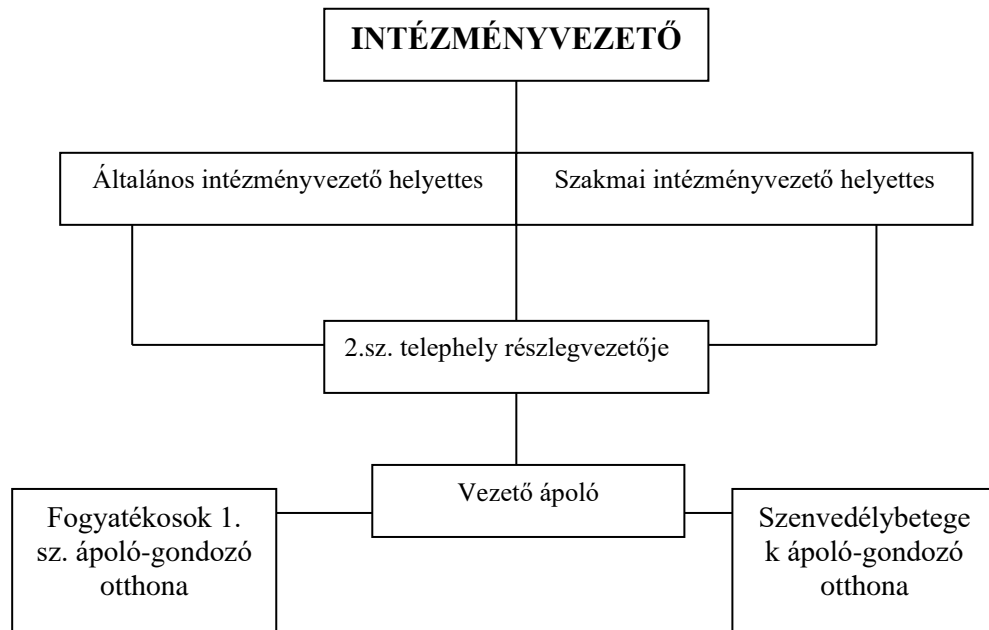 INTÉZMÉNYVEZETŐ
Általános intézményvezető helyettes
Szakmai intézményvezető helyettes
2.sz. telephely részlegvezetője
Vezető ápoló
Fogyatékosok 1.
sz. ápoló-gondozó
otthona
Szenvedélybetege
k ápoló-gondozó
otthona